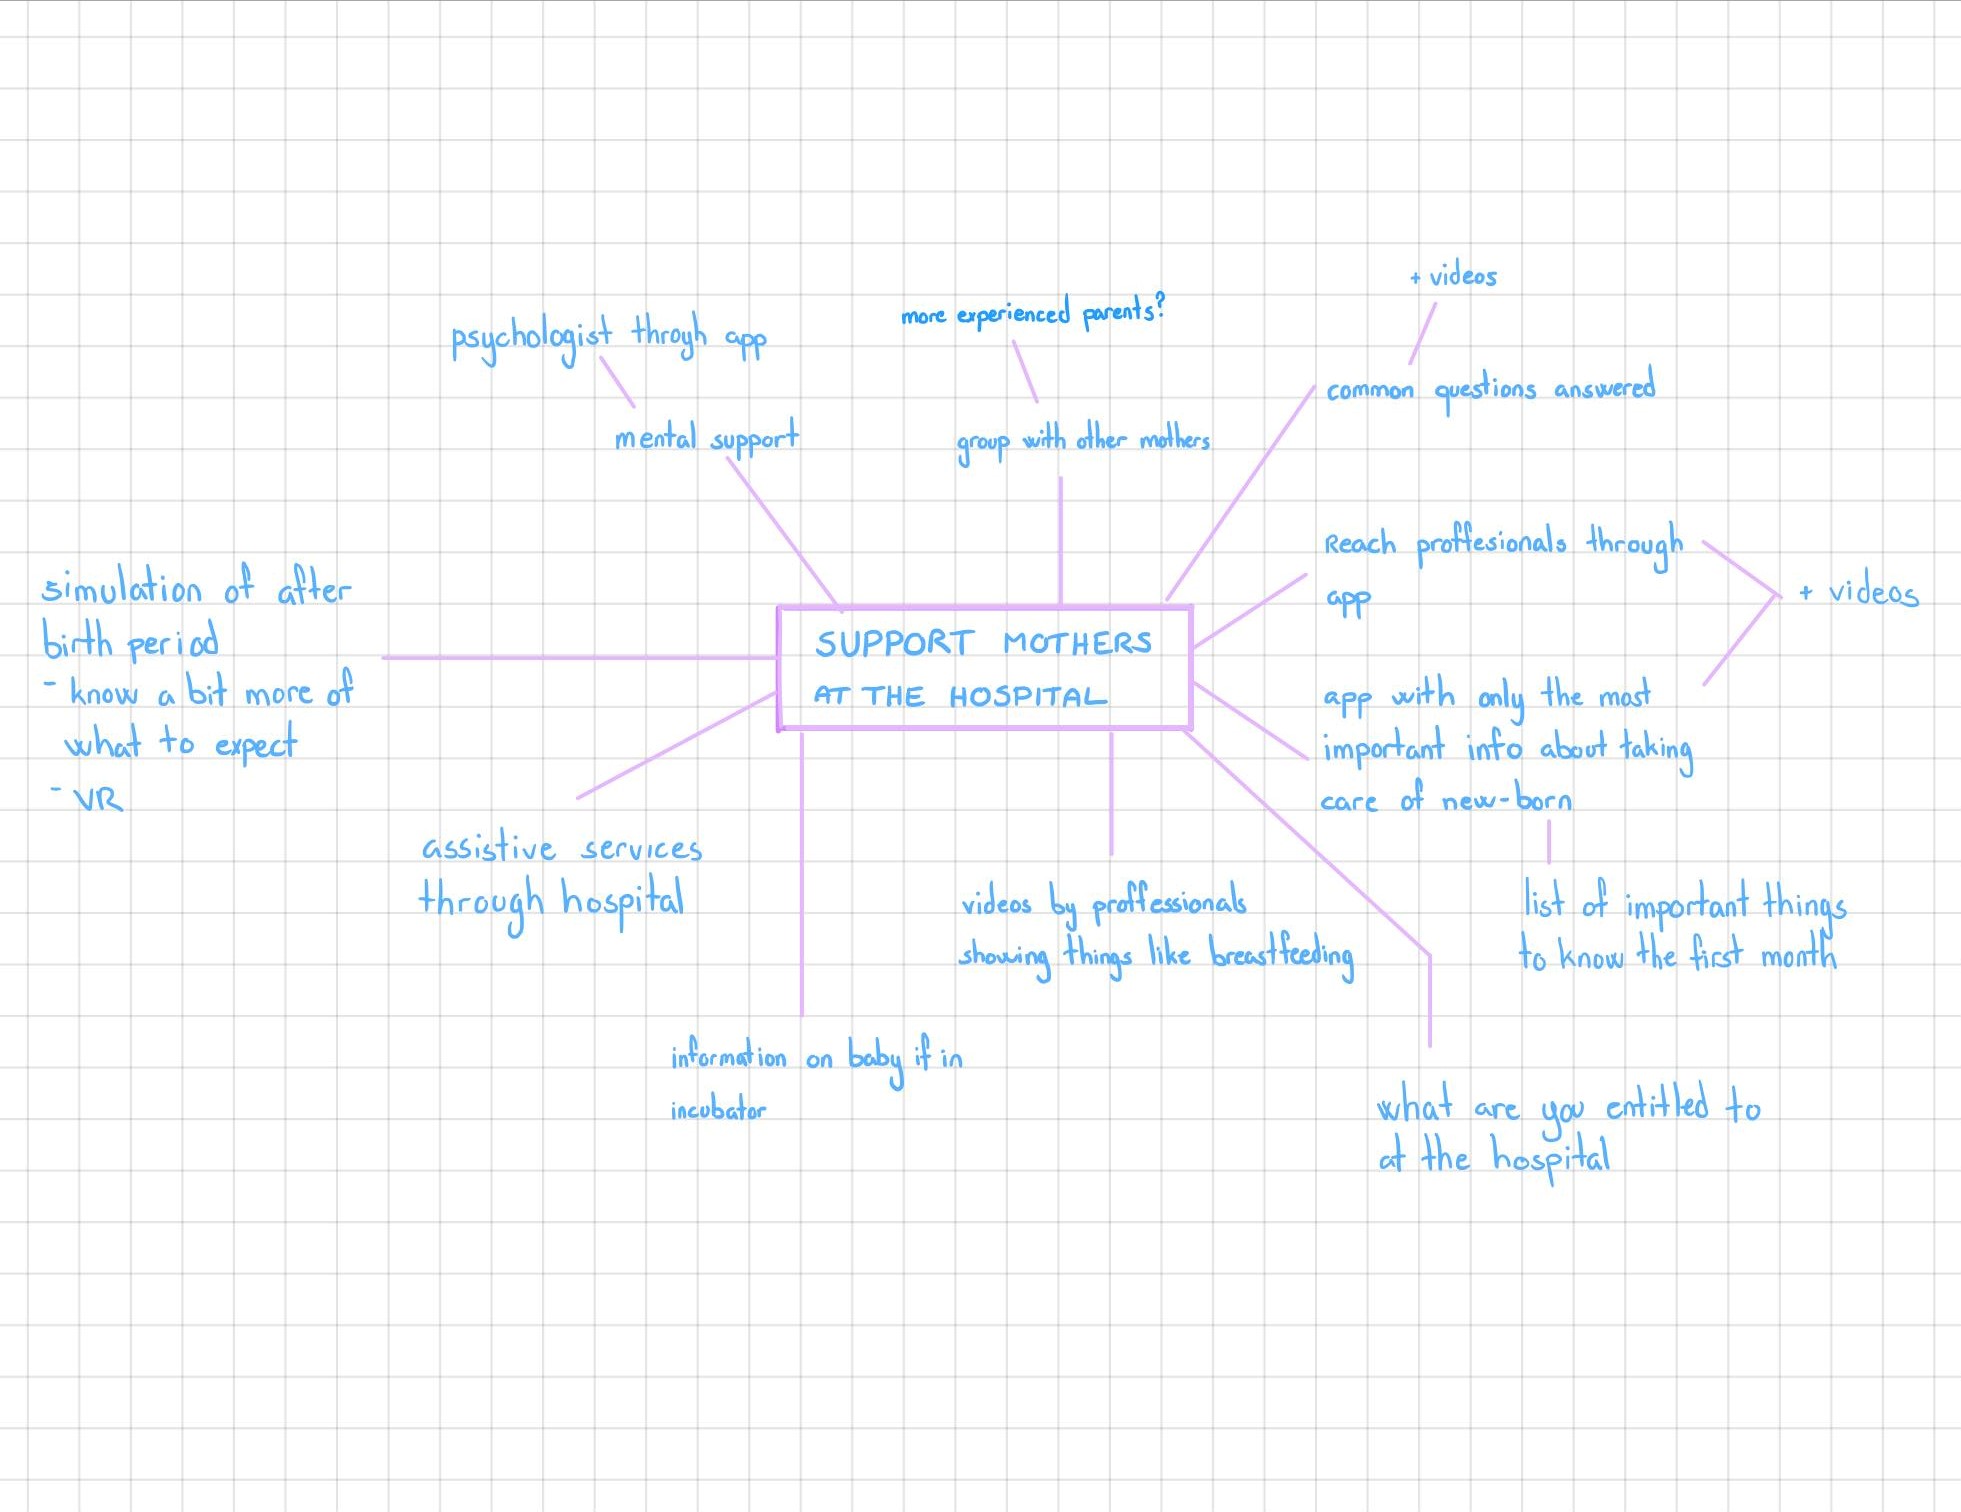 + videos
more experienced parents?
psychologist throygh app
common questions answered
mental support
group with other mothers
Reach proffesionals through
app
+ videos
simulation of after
birth period
- know a bit more of
what to expect
- VR
SUPPORT MOTHERS
AT THE HOSPITAL
app with only the most
important info about taking
care of new-born
assistive services
through hospital
videos by proffessionals
showing things like breastfeeding
list of important things
to know the first month
information on baby if in
incubator
what are you entitled to
at the hospital